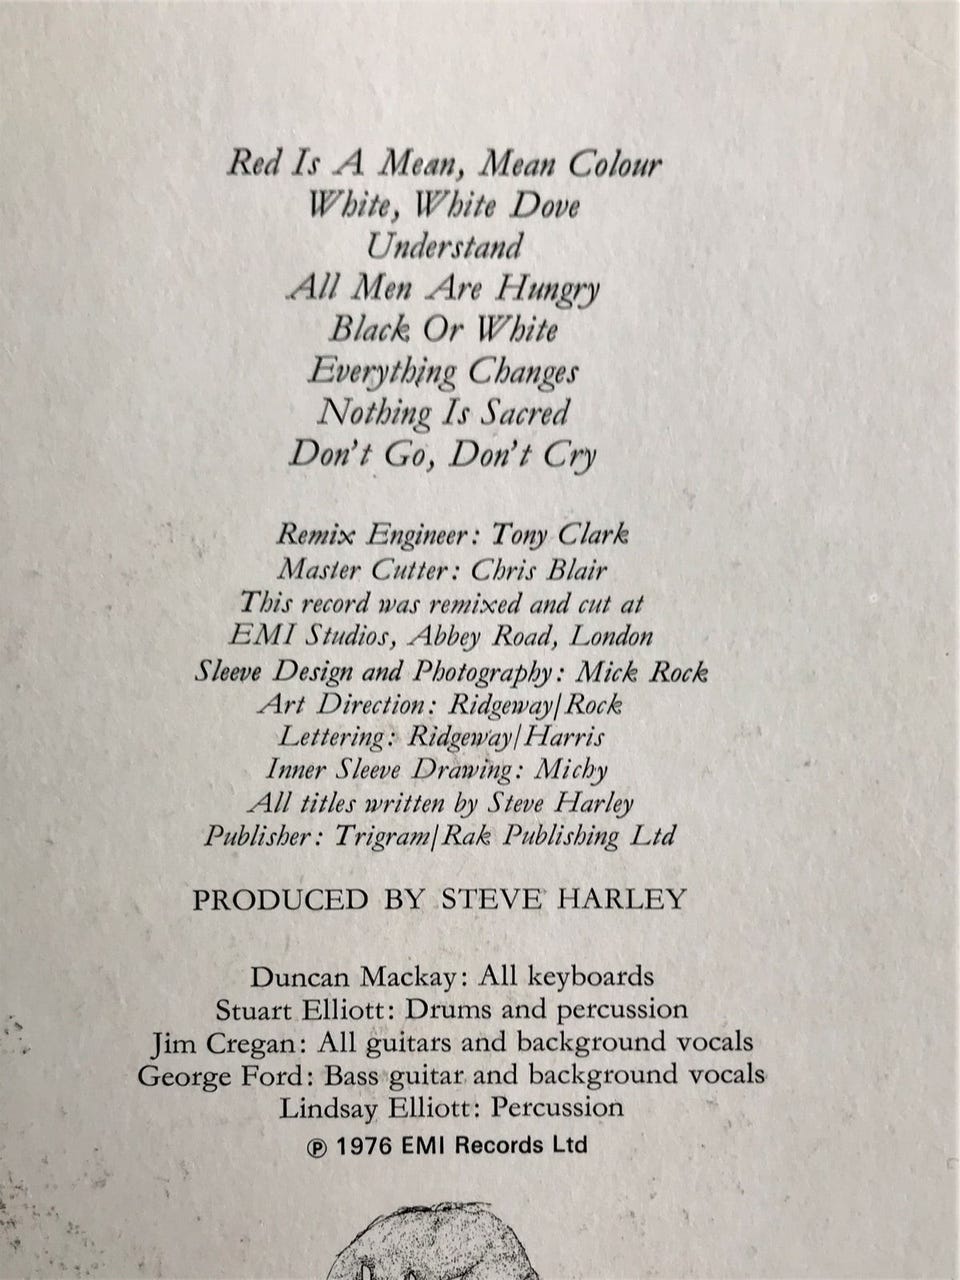 Red Is A Mean, Mean Colour
White, White Dove
Understand
All Men Are Hungry
Black Or White
Everything Changes
Nothing Is Sacred
Don't Go, Don't Cry
Remix Engineer: Tony Clark
Master Cutter: Chris Blair
This record was remixed and cut at
EMI Studios, Abbey Road, London
Sleeve Design and Photography: Mick Rock
Art Direction: Ridgeway/Rock
Lettering: Ridgeway/Harris
Inner Sleeve Drawing: Michy
All titles written by Steve Harley
Publisher: Trigram/Rak Publishing Ltd
PRODUCED BY STEVE HARLEY
Duncan Mackay: All keyboards
Stuart Elliott: Drums and percussion
Jim Cregan: All guitars and background vocals
George Ford: Bass guitar and background vocals
Lindsay Elliott: Percussion
℗ 1976 EMI Records Ltd